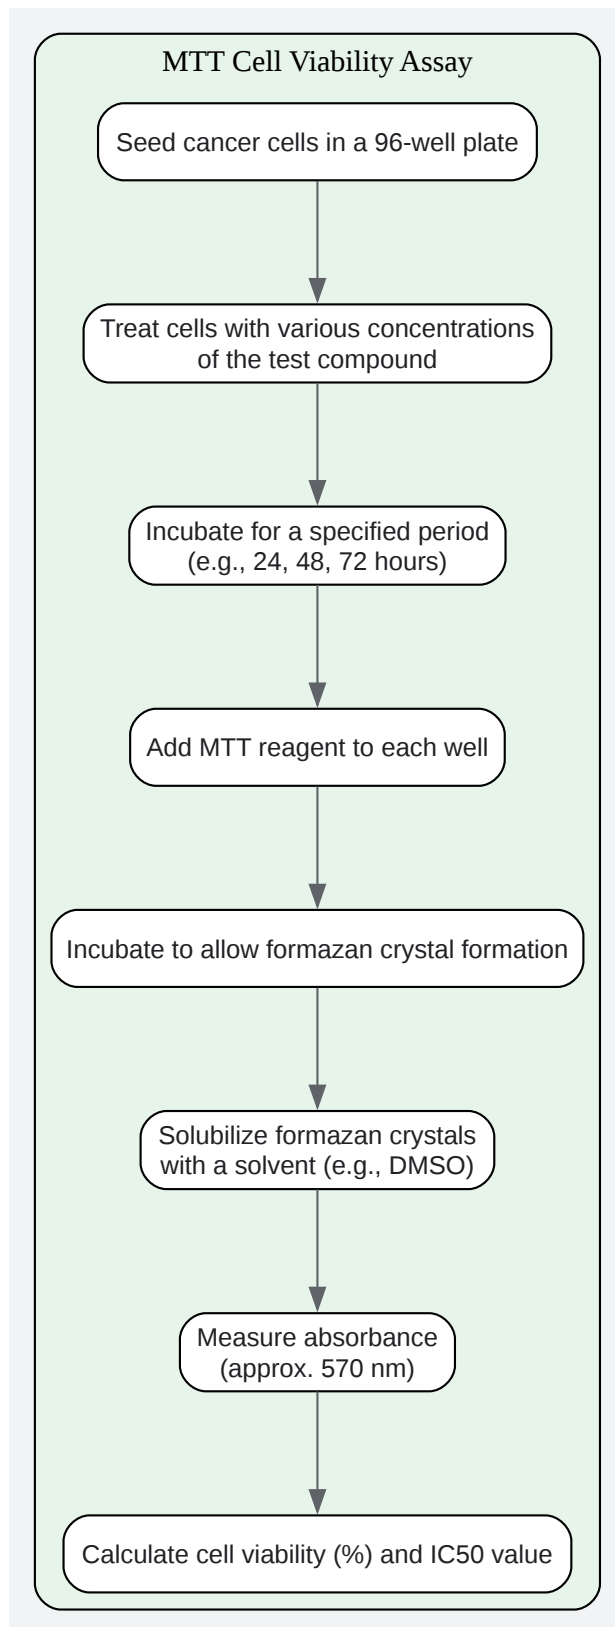 MTT Cell Viability Assay
Seed cancer cells in a 96-well plate
Treat cells with various concentrations
of the test compound
Incubate for a specified period
(e.g., 24, 48, 72 hours)
Add MTT reagent to each well
Incubate to allow formazan crystal formation
Solubilize formazan crystals
with a solvent (e.g., DMSO)
Measure absorbance
(approx. 570 nm)
Calculate cell viability (%) and IC50 value